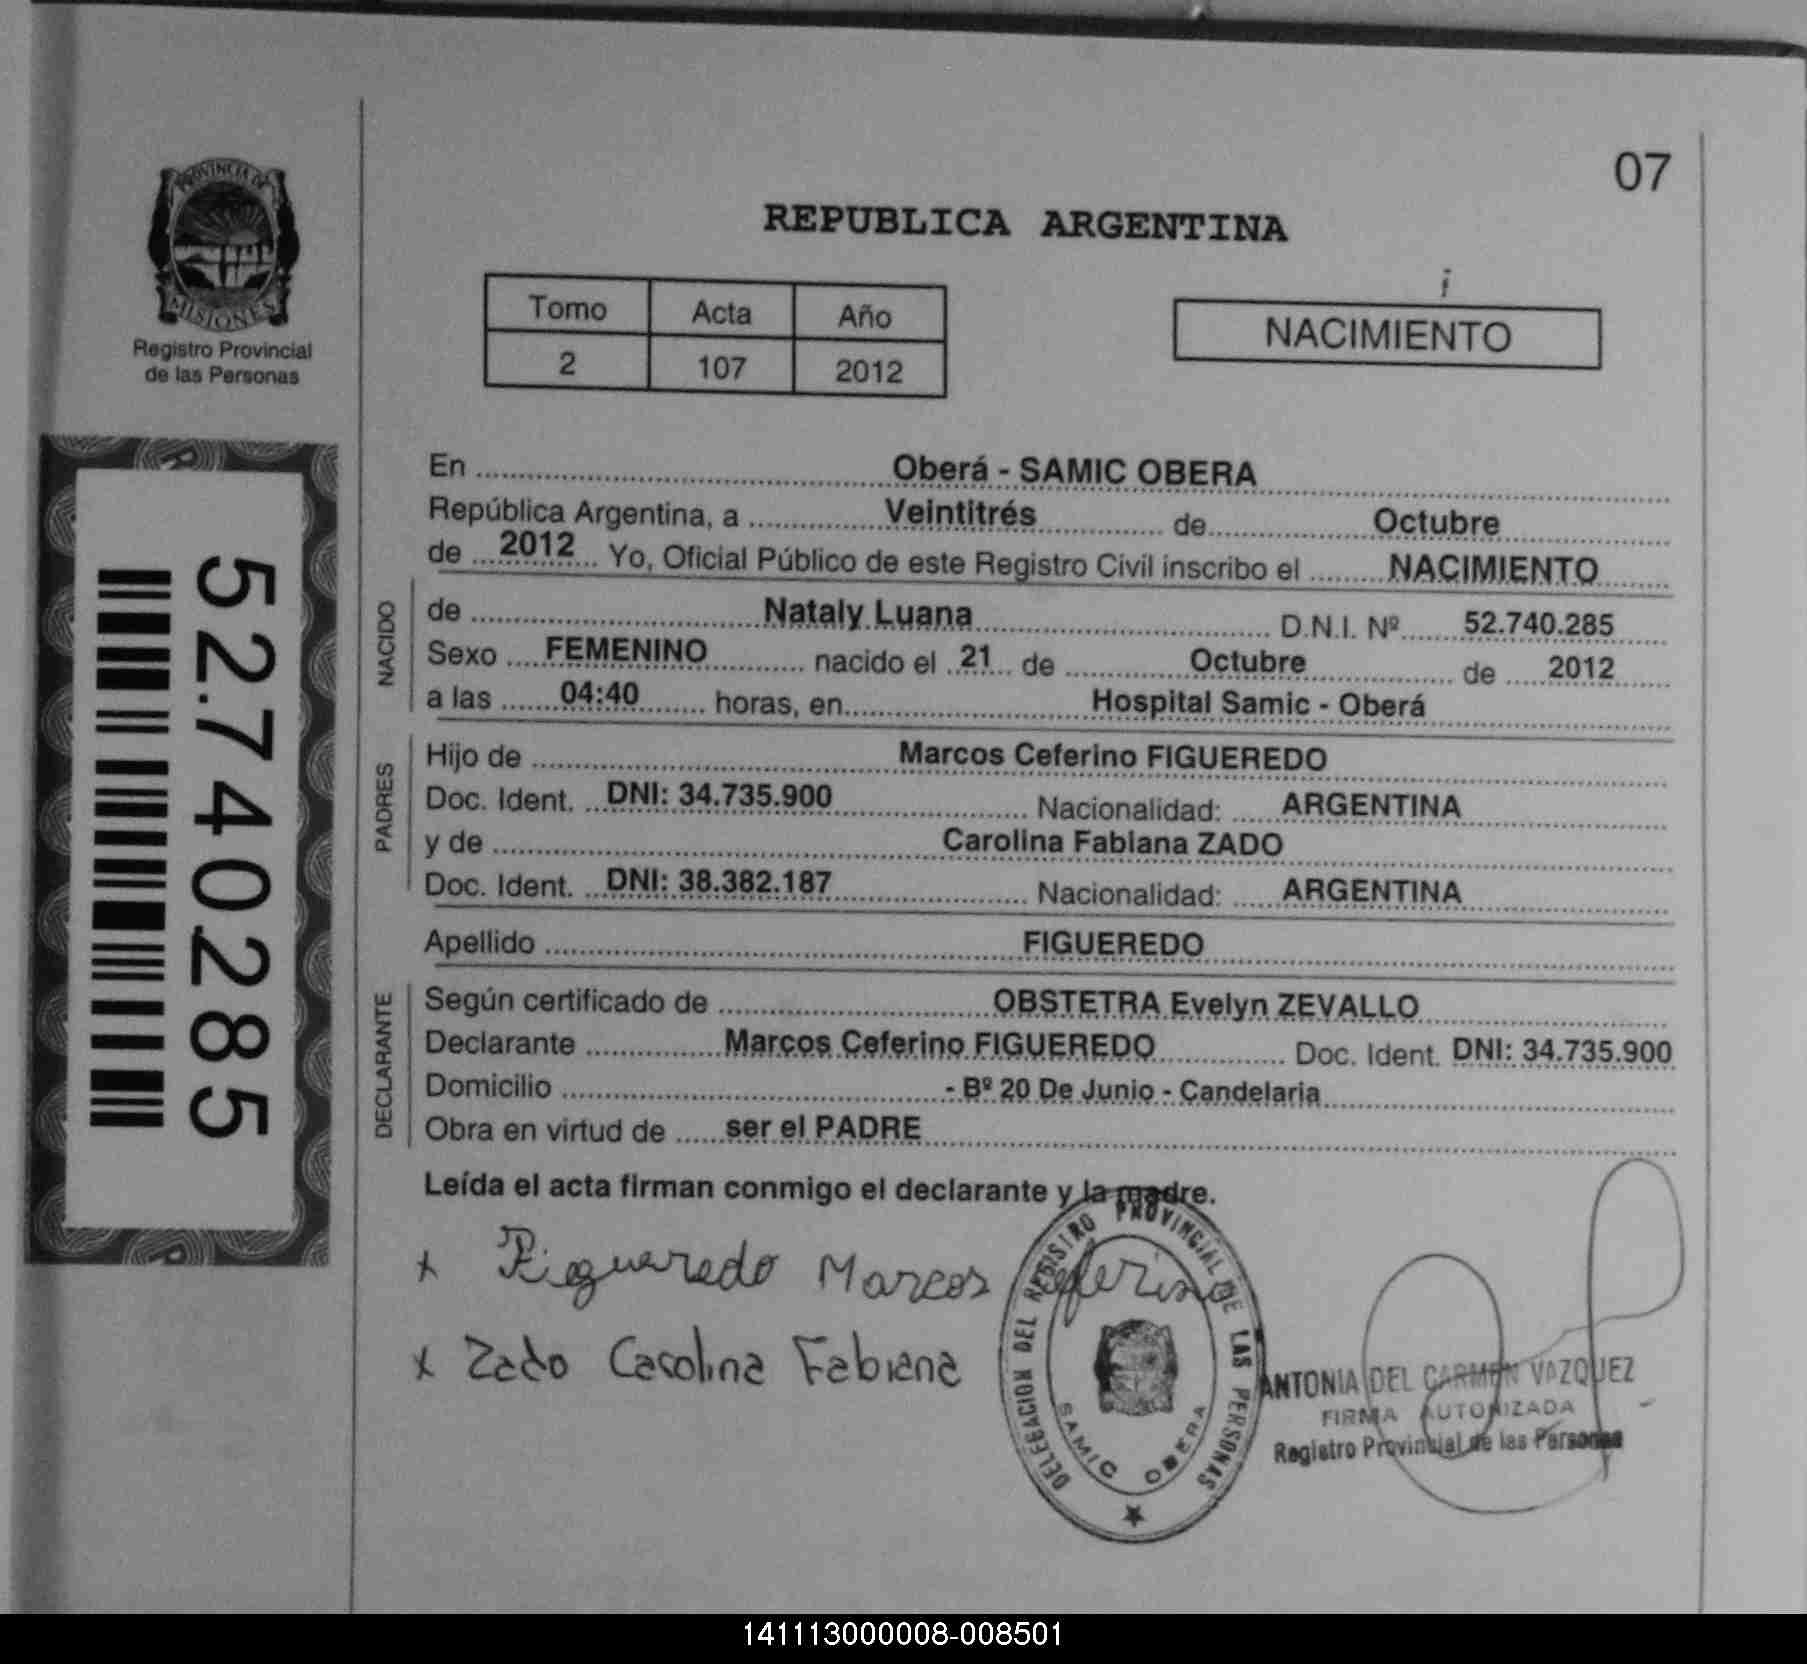 07
PROVINCIA DE
MISIONES
Registro Provincial
de las Personas
REPUBLICA ARGENTINA
Tomo Acta Año
2 107 2012
NACIMIENTO
52.740.285
En Oberá - SAMIC OBERA
República Argentina, a Veintitrés de Octubre
de 2012 Yo, Oficial Público de este Registro Civil inscribo el NACIMIENTO
NACIDO
de Nataly Luana D.N.I. Nº 52.740.285
Sexo FEMENINO nacido el 21 de Octubre de 2012
a las 04:40 horas, en Hospital Samic - Oberá
PADRES
Hijo de Marcos Ceferino FIGUEREDO
Doc. Ident. DNI: 34.735.900 Nacionalidad: ARGENTINA
y de Carolina Fabiana ZADO
Doc. Ident. DNI: 38.382.187 Nacionalidad: ARGENTINA
Apellido FIGUEREDO
DECLARANTE
Según certificado de OBSTETRA Evelyn ZEVALLO
Declarante Marcos Ceferino FIGUEREDO Doc. Ident. DNI: 34.735.900
Domicilio - Bº 20 De Junio - Candelaria
Obra en virtud de ser el PADRE
Leída el acta firman conmigo el declarante y la madre.
x Figueredo Marcos Ceferino
x Zado Carolina Fabiana
DELEGACION DEL REGISTRO PROVINCIAL DE LAS PERSONAS
SAMIC OBERA
ANTONIA DEL CARMEN VAZQUEZ
FIRMA AUTORIZADA
Registro Provincial de las Personas
141113000008-008501